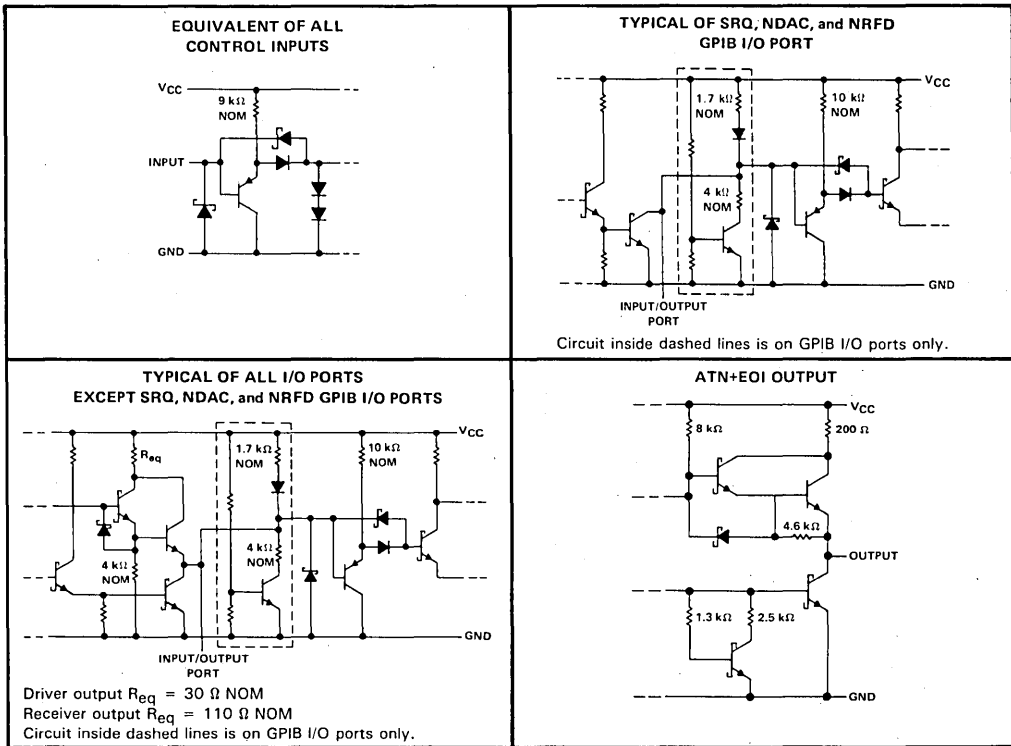 EQUIVALENT OF ALL
CONTROL INPUTS
VCC
9 kΩ
NOM
INPUT
GND
TYPICAL OF SRQ, NDAC, and NRFD
GPIB I/O PORT
VCC
1.7 kΩ
NOM
10 kΩ
NOM
4 kΩ
NOM
GND
INPUT/OUTPUT
PORT
Circuit inside dashed lines is on GPIB I/O ports only.
TYPICAL OF ALL I/O PORTS
EXCEPT SRQ, NDAC, and NRFD GPIB I/O PORTS
VCC
Req
1.7 kΩ
NOM
10 kΩ
NOM
4 kΩ
NOM
4 kΩ
NOM
GND
INPUT/OUTPUT
PORT
Driver output Req = 30 Ω NOM
Receiver output Req = 110 Ω NOM
Circuit inside dashed lines is on GPIB I/O ports only.
ATN+EOI OUTPUT
VCC
8 kΩ
200 Ω
4.6 kΩ
OUTPUT
1.3 kΩ
2.5 kΩ
GND